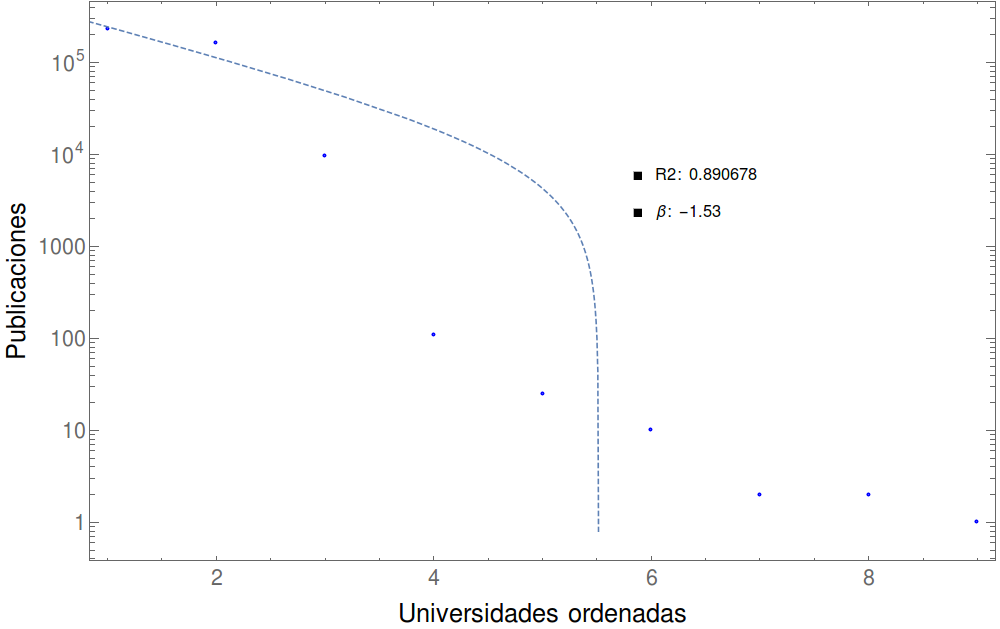 10^5
10^4
1000
100
10
1
Publicaciones
■ R2: 0.890678
■ β: −1.53
2 4 6 8
Universidades ordenadas